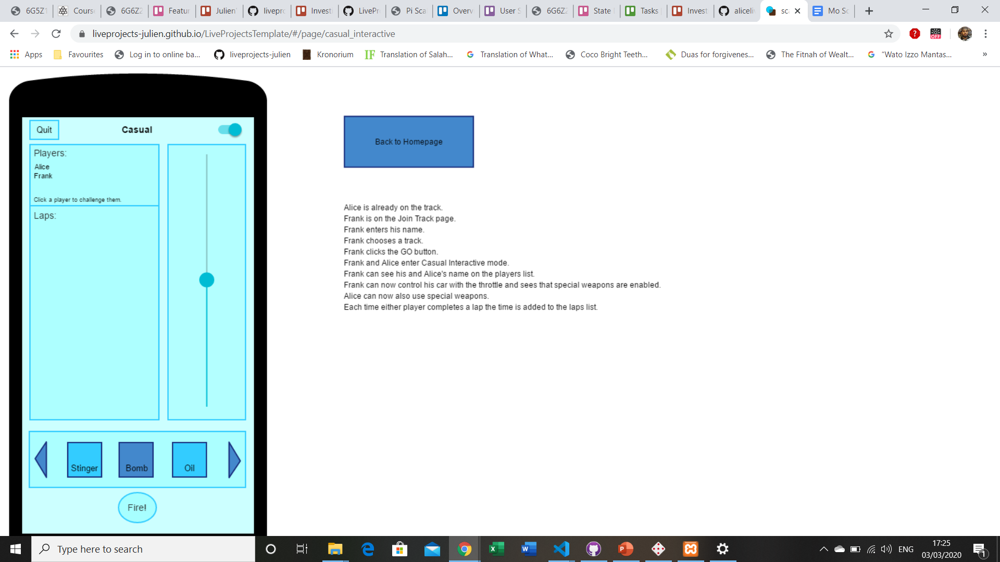 6G5Z1
Course
6G6Z2
Featur
Julien'
livepro
Investi
LivePr
Pi Sca
Overv
User S
6G6Z2
State
Tasks
Invest
aliceliv
sca
Mo Sc
liveprojects-julien.github.io/LiveProjectsTemplate/#/page/casual_interactive
OFF
Apps
Favourites
Log in to online ba...
liveprojects-julien
Kronorium
IF Translation of Salah...
Translation of What...
Coco Bright Teeth...
Duas for forgivenes...
The Fitnah of Wealt...
"Wato Izzo Mantas...
»
Quit
Casual
Players:
Alice
Frank
Click a player to challenge them.
Laps:
Stinger
Bomb
Oil
Fire!
Back to Homepage
Alice is already on the track.
Frank is on the Join Track page.
Frank enters his name.
Frank chooses a track.
Frank clicks the GO button.
Frank and Alice enter Casual Interactive mode.
Frank can see his and Alice's name on the players list.
Frank can now control his car with the throttle and sees that special weapons are enabled.
Alice can now also use special weapons.
Each time either player completes a lap the time is added to the laps list.
Type here to search
ENG
17:25
03/03/2020
1